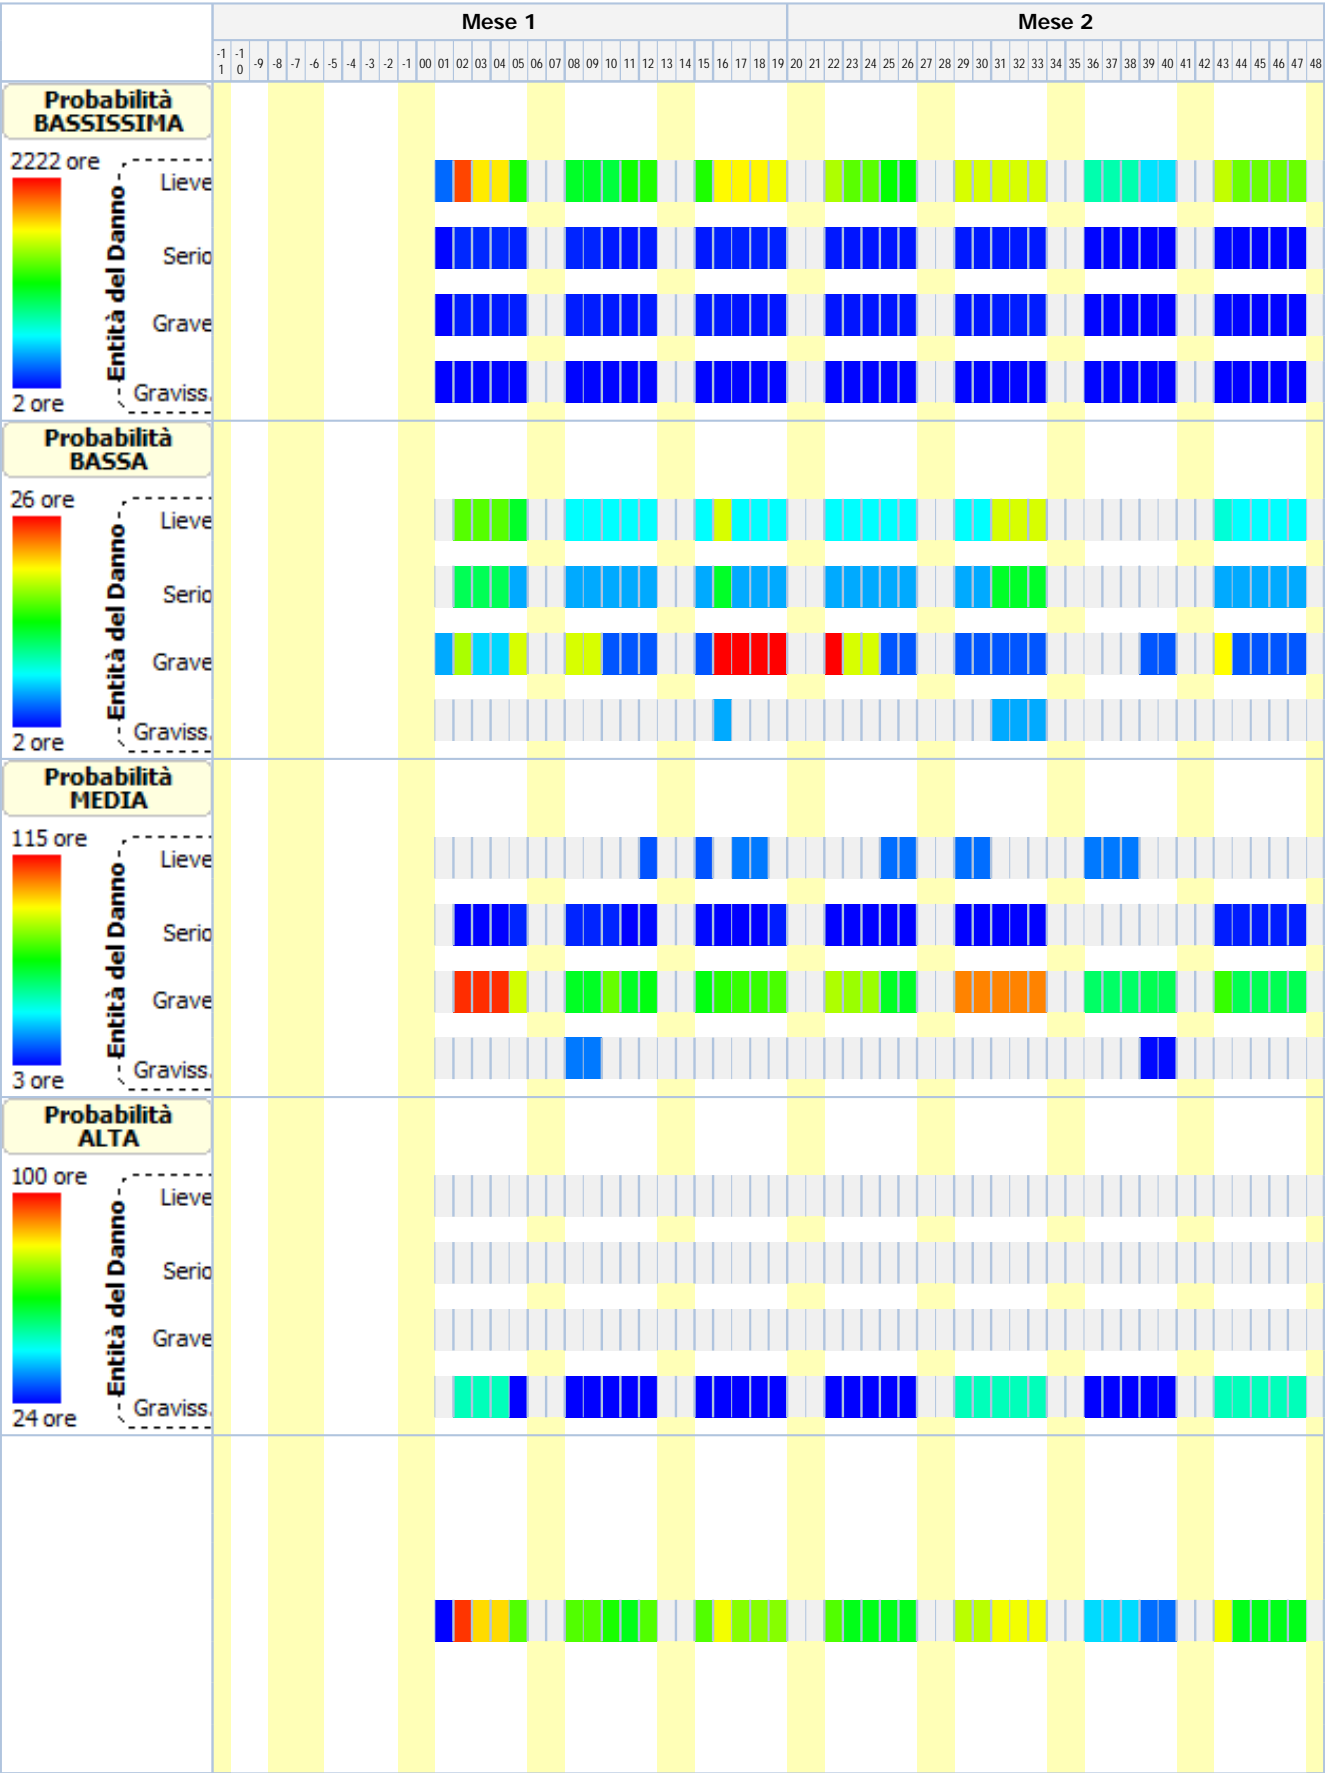 Mese 1 Mese 2
-11 -10 -9 -8 -7 -6 -5 -4 -3 -2 -1 00 01 02 03 04 05 06 07 08 09 10 11 12 13 14 15 16 17 18 19 20 21 22 23 24 25 26 27 28 29 30 31 32 33 34 35 36 37 38 39 40 41 42 43 44 45 46 47 48
Probabilità
BASSISSIMA
2222 ore
Entità del Danno
Lieve
Serio
Grave
Graviss.
2 ore
Probabilità
BASSA
26 ore
Entità del Danno
Lieve
Serio
Grave
Graviss.
2 ore
Probabilità
MEDIA
115 ore
Entità del Danno
Lieve
Serio
Grave
Graviss.
3 ore
Probabilità
ALTA
100 ore
Entità del Danno
Lieve
Serio
Grave
Graviss.
24 ore